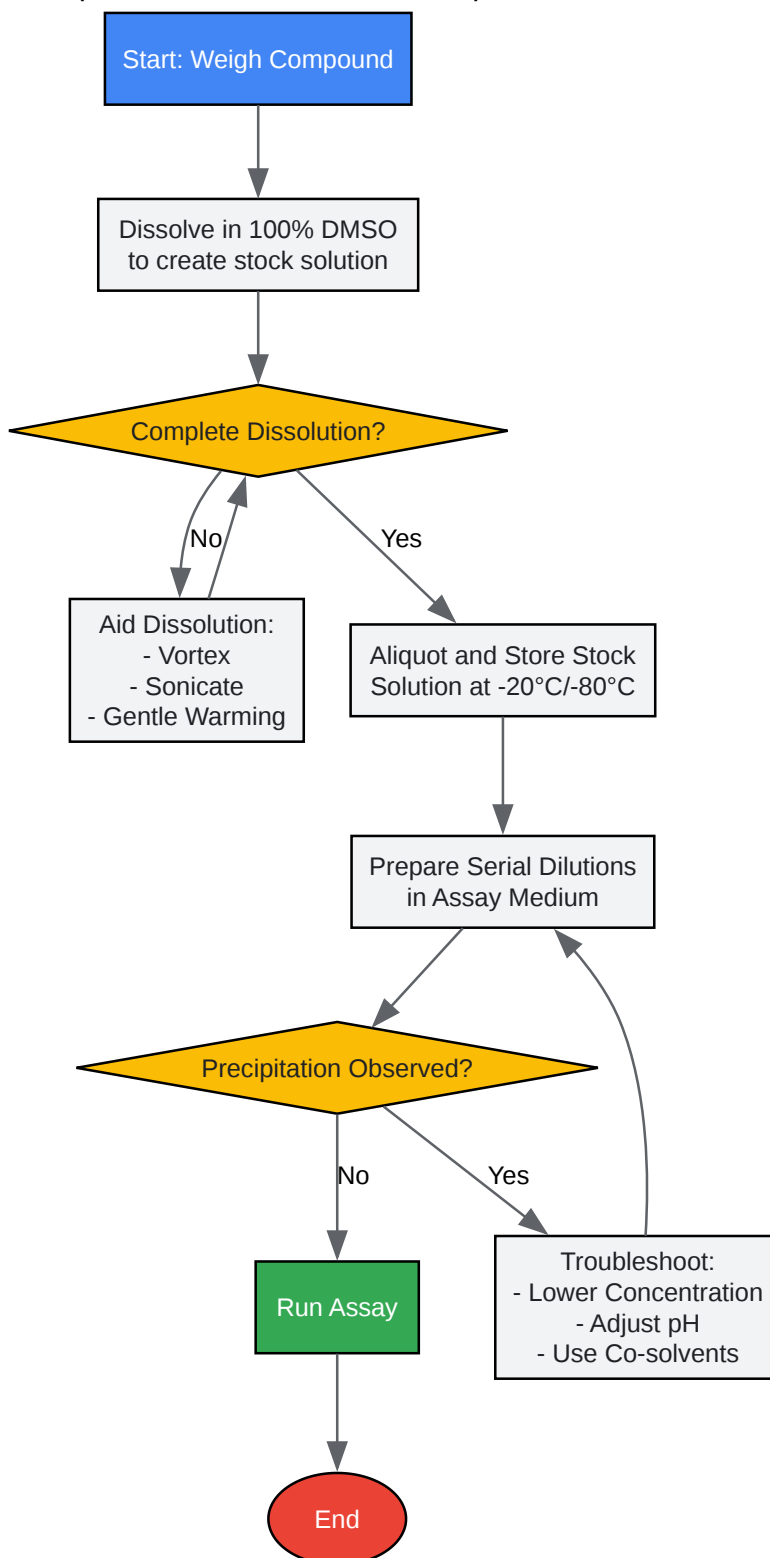 Start: Weigh Compound
Dissolve in 100% DMSO
to create stock solution
Complete Dissolution?
No
Yes
Aid Dissolution:
- Vortex
- Sonicate
- Gentle Warming
Aliquot and Store Stock
Solution at -20°C/-80°C
Prepare Serial Dilutions
in Assay Medium
Precipitation Observed?
No
Yes
Run Assay
Troubleshoot:
- Lower Concentration
- Adjust pH
- Use Co-solvents
End